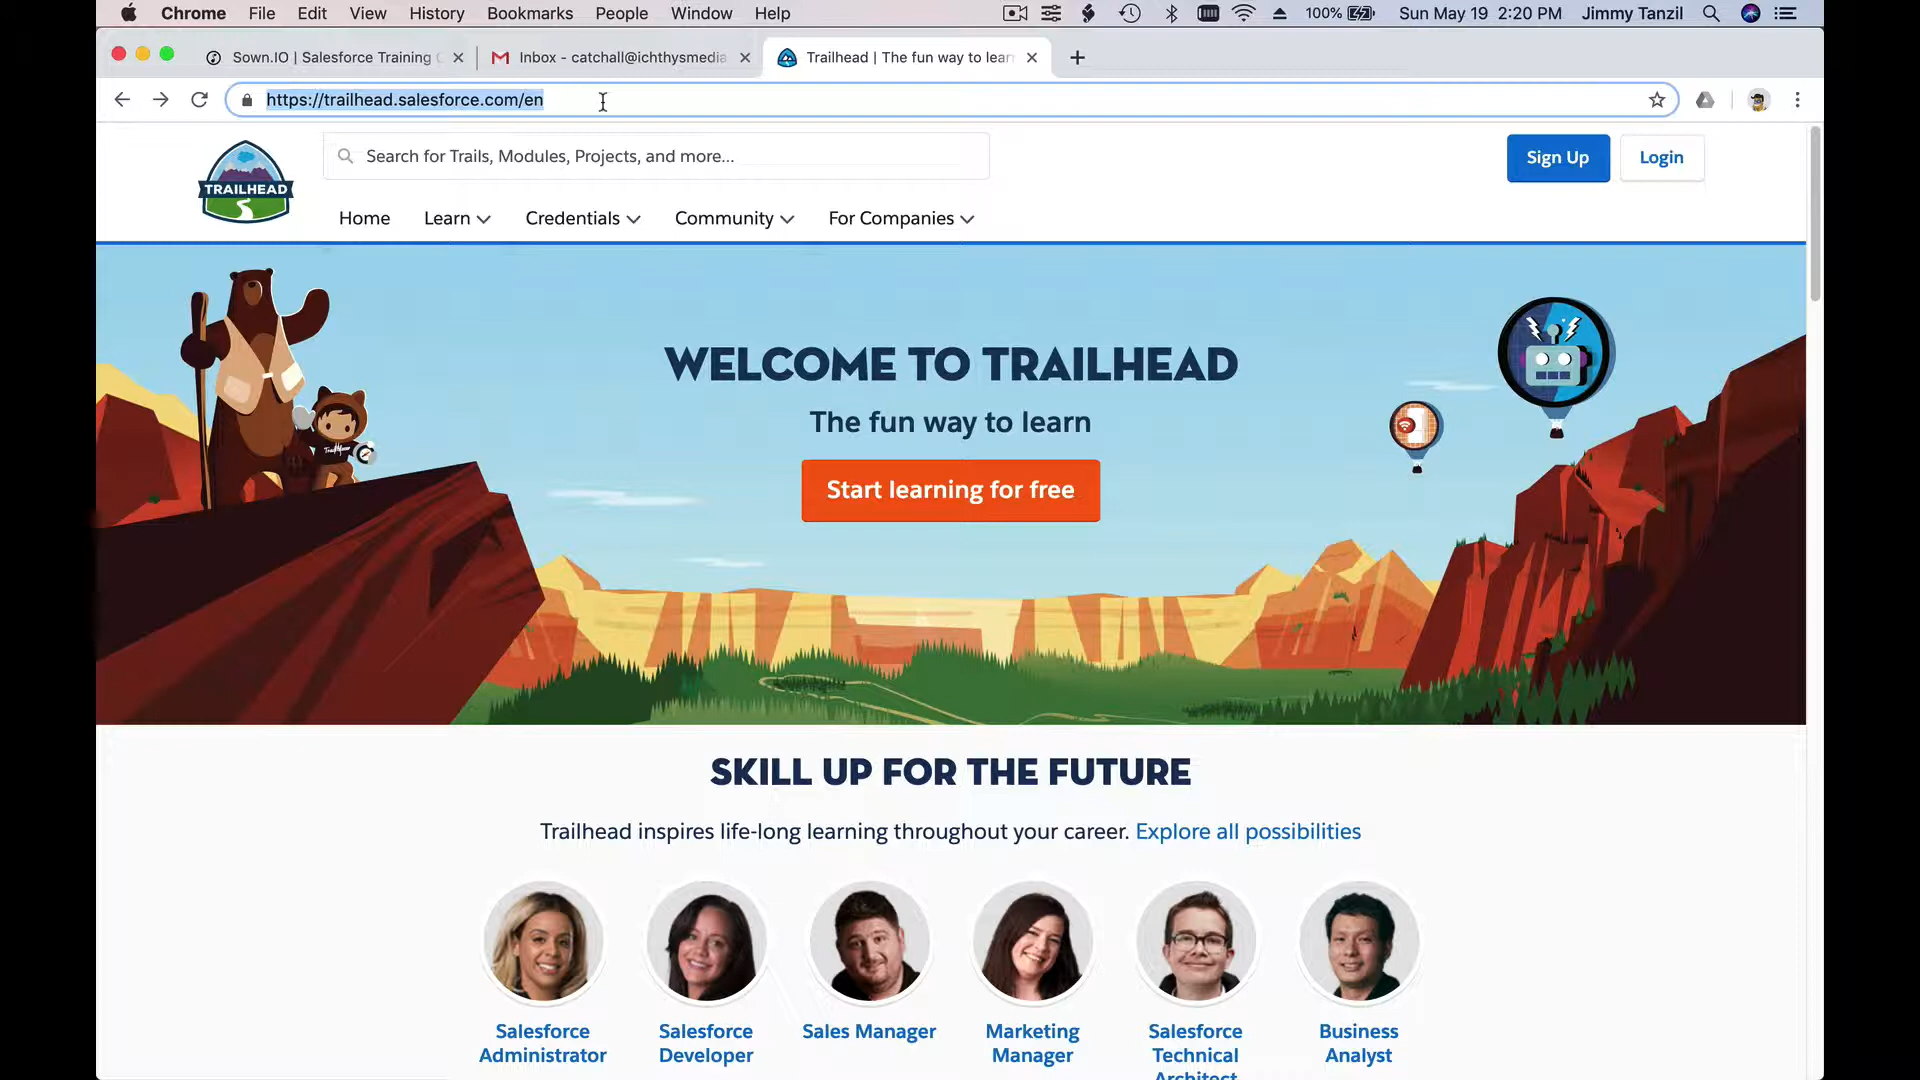 Chrome File Edit View History Bookmarks People Window Help 100% Sun May 19 2:20 PM Jimmy Tanzil
Sown.IO | Salesforce Training Inbox - catchall@ichthysmedia Trailhead | The fun way to lear
https://trailhead.salesforce.com/en
TRAILHEAD
Search for Trails, Modules, Projects, and more...
Sign Up Login
Home Learn Credentials Community For Companies
WELCOME TO TRAILHEAD
The fun way to learn
Start learning for free
SKILL UP FOR THE FUTURE
Trailhead inspires life-long learning throughout your career. Explore all possibilities
Salesforce Administrator
Salesforce Developer
Sales Manager
Marketing Manager
Salesforce Technical Architect
Business Analyst